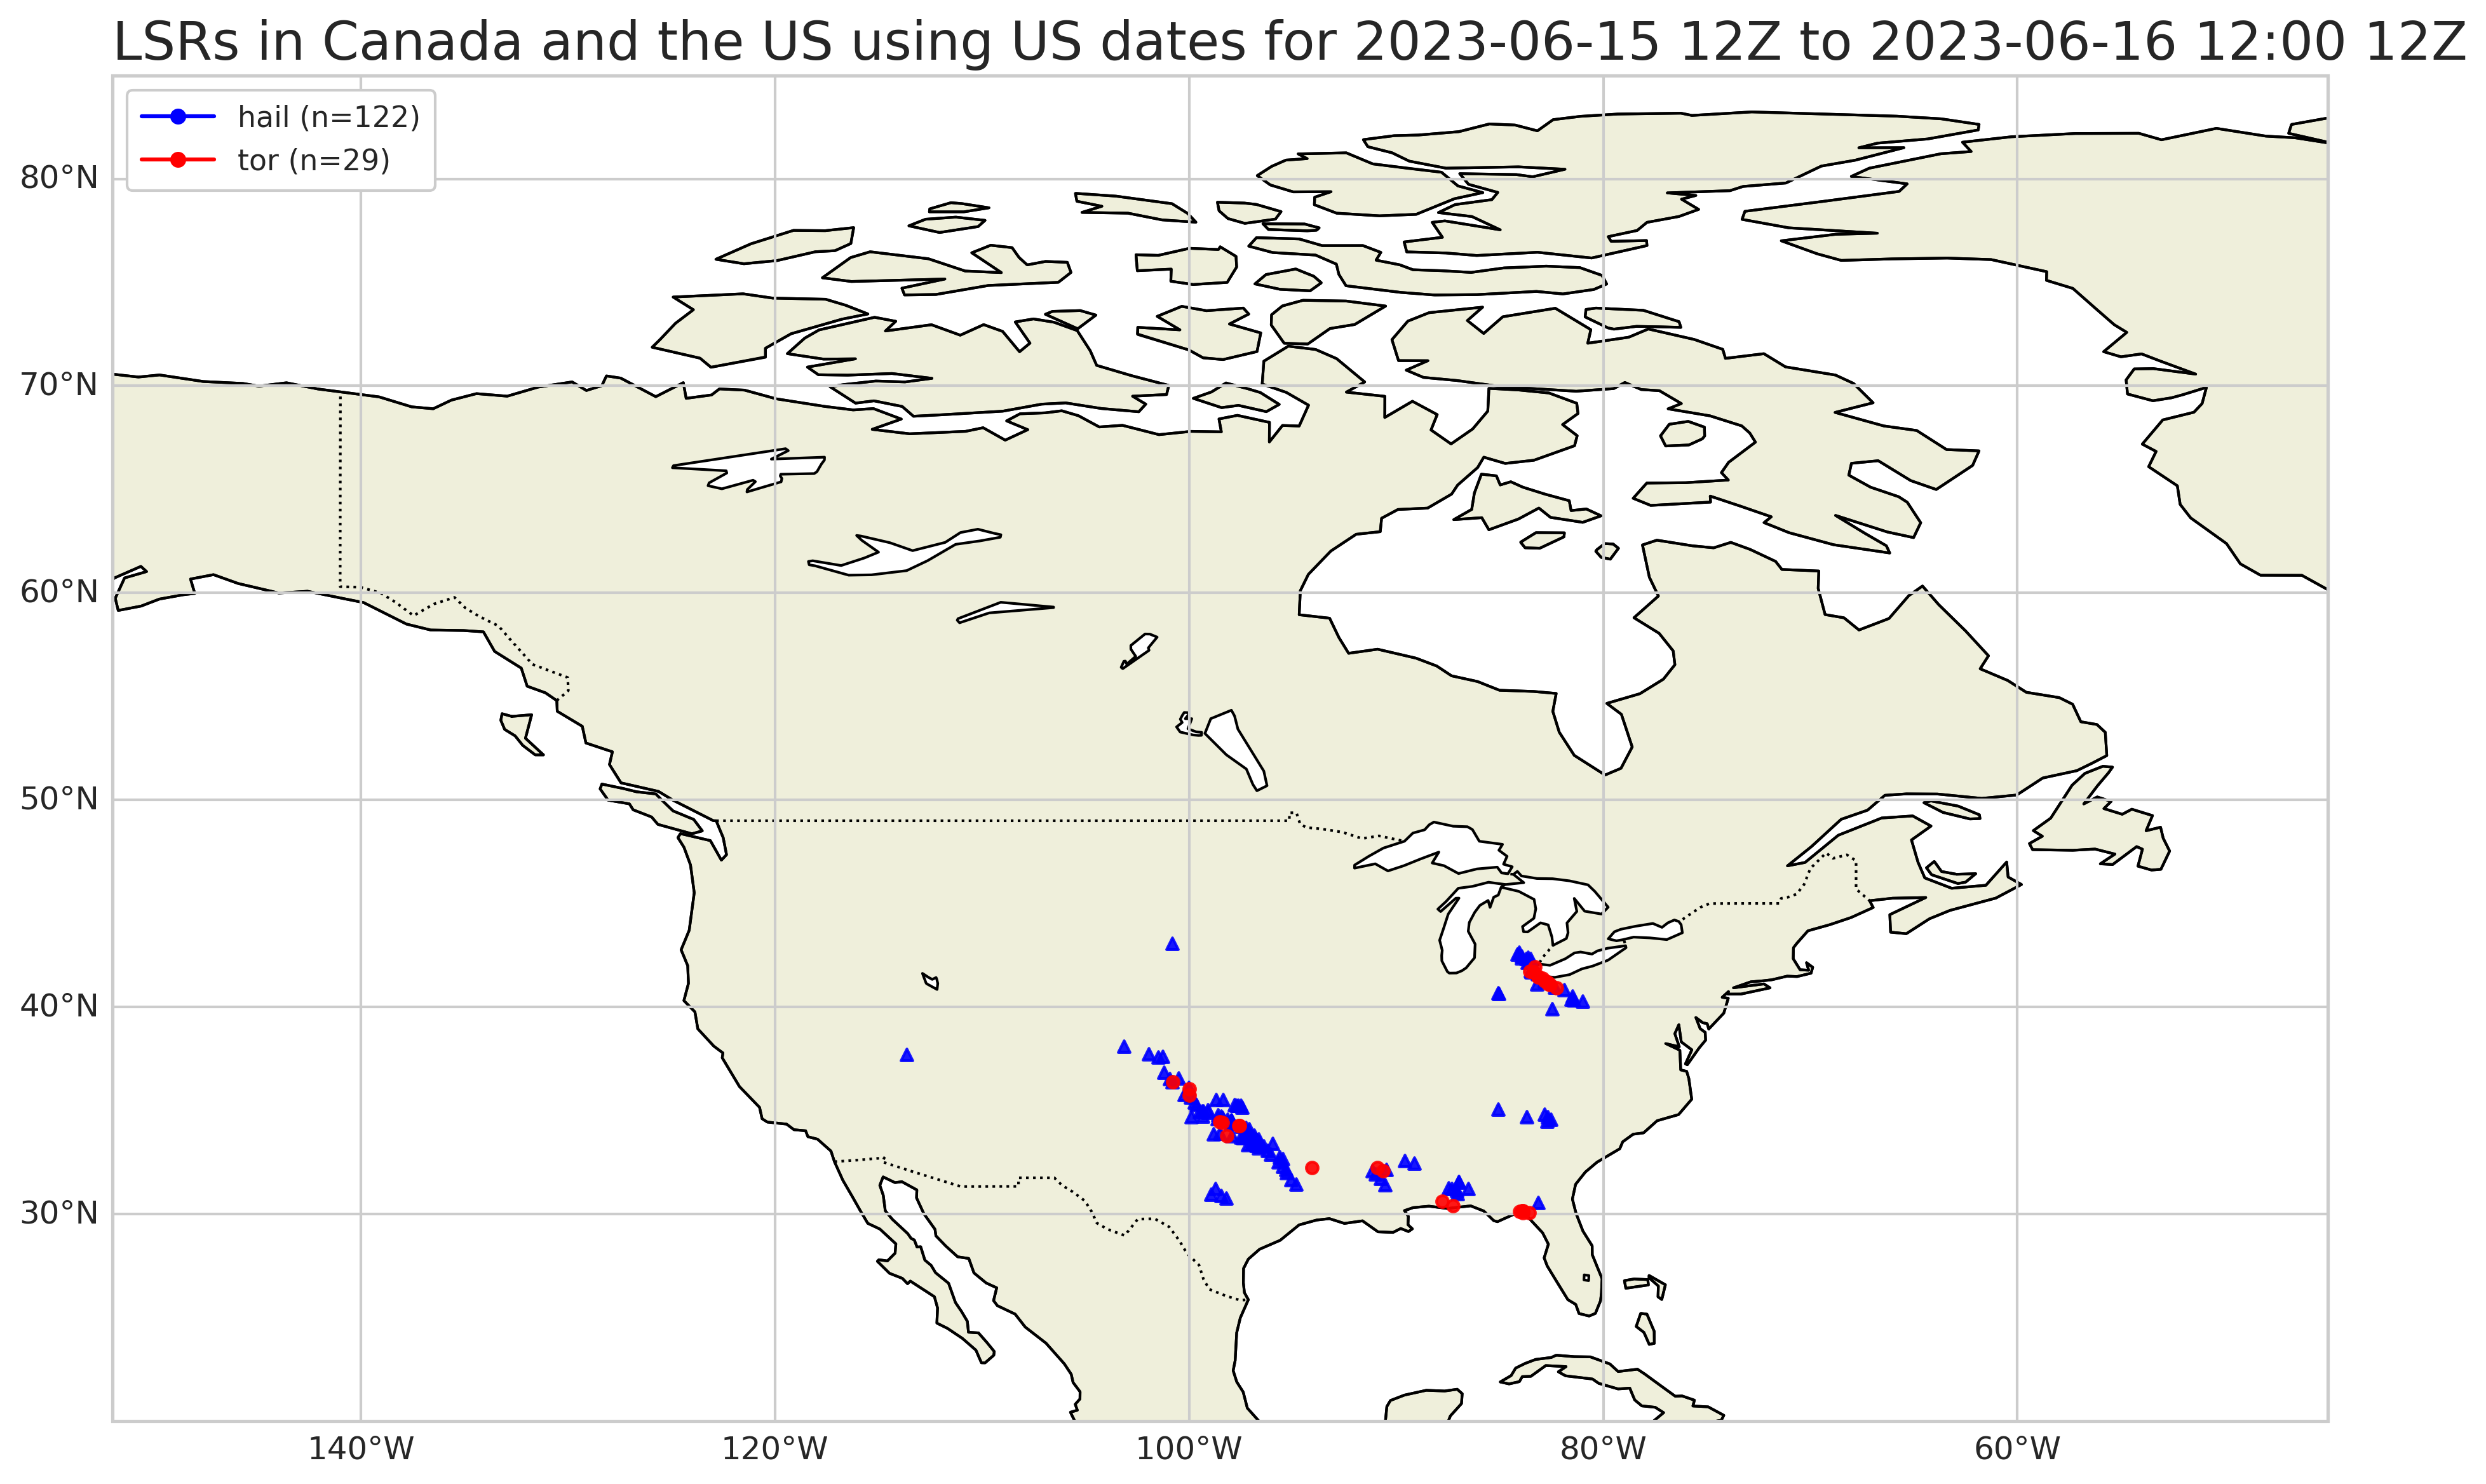 LSRs in Canada and the US using US dates for 2023-06-15 12Z to 2023-06-16 12:00 12Z
hail (n=122)
tor (n=29)
80°N
70°N
60°N
50°N
40°N
30°N
140°W 120°W 100°W 80°W 60°W